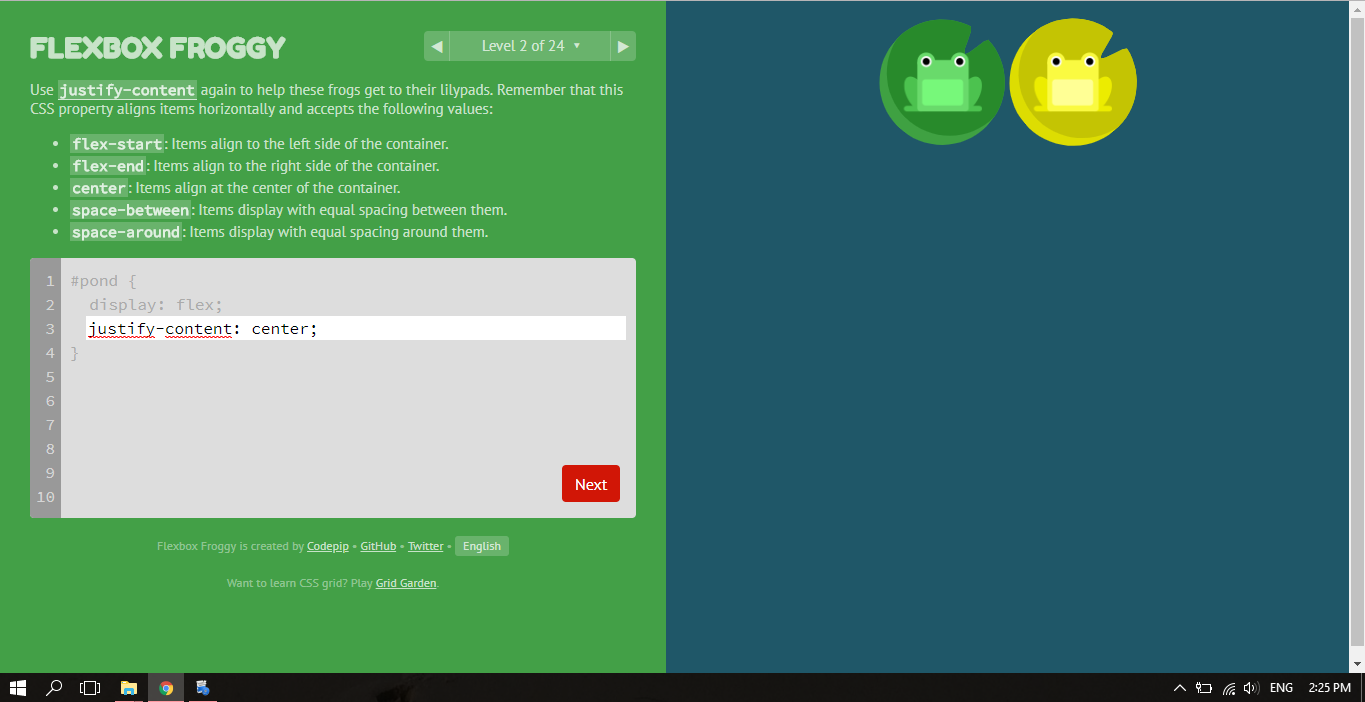 FLEXBOX FROGGY
◀ Level 2 of 24 ▼ ▶
Use justify-content again to help these frogs get to their lilypads. Remember that this
CSS property aligns items horizontally and accepts the following values:
• flex-start: Items align to the left side of the container.
• flex-end: Items align to the right side of the container.
• center: Items align at the center of the container.
• space-between: Items display with equal spacing between them.
• space-around: Items display with equal spacing around them.
1 #pond {
2 display: flex;
3 justify-content: center;
4 }
5
6
7
8
9
10
Next
Flexbox Froggy is created by Codepip • GitHub • Twitter • English
Want to learn CSS grid? Play Grid Garden.
ENG 2:25 PM